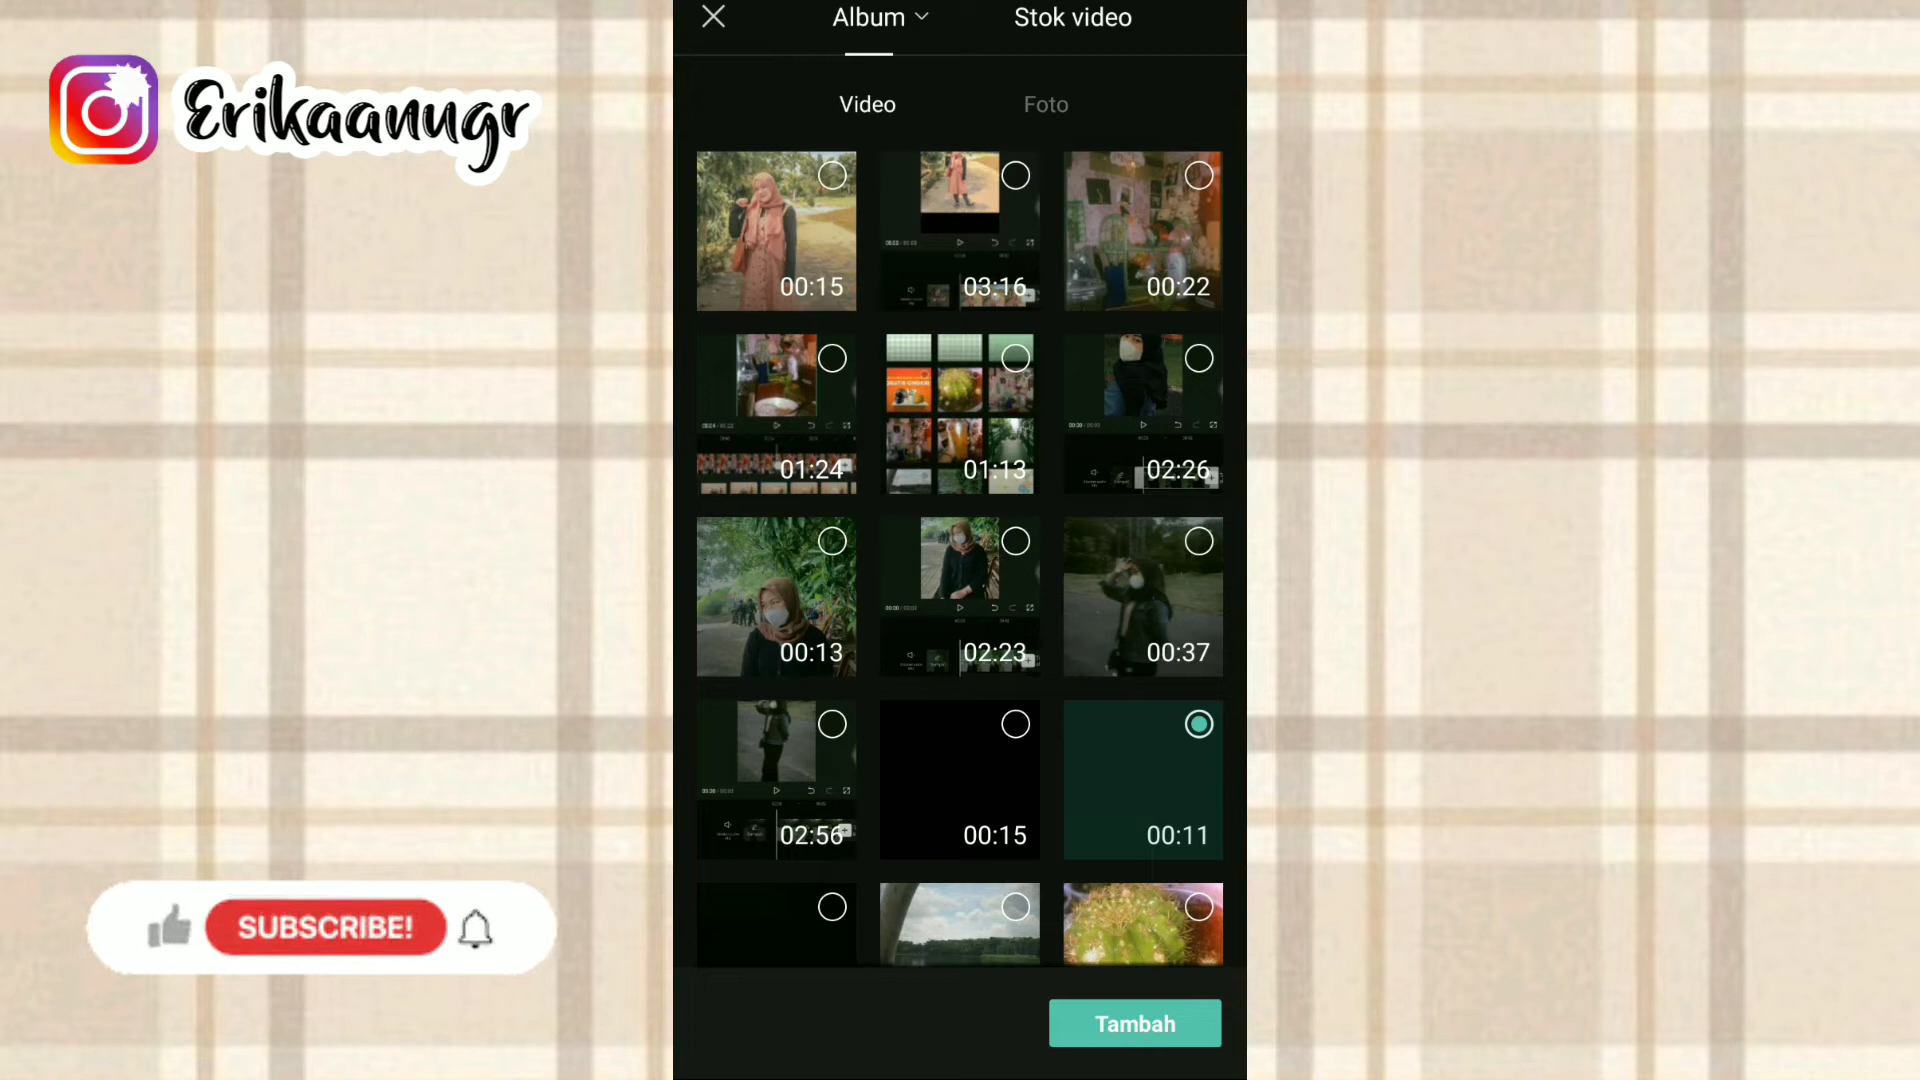 Album
Stok video
Erikaanugr
Video
Foto
00:15
03:16
00:22
01:24
01:13
02:26
00:13
02:23
00:37
02:56
00:15
00:11
SUBSCRIBE!
Tambah